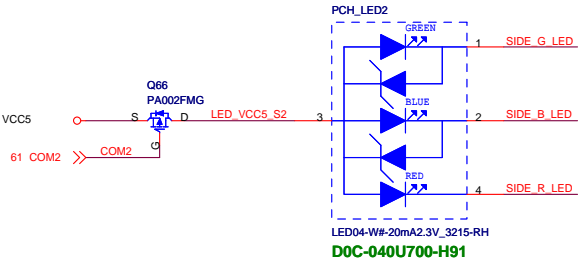 PCH_LED2
GREEN
1 SIDE_G_LED
Q66
PA002FMG
BLUE
VCC5 S D LED_VCC5_S2 3 2 SIDE_B_LED
G
61 COM2 COM2
RED
4 SIDE_R_LED
LED04-W#-20mA2.3V_3215-RH
D0C-040U700-H91